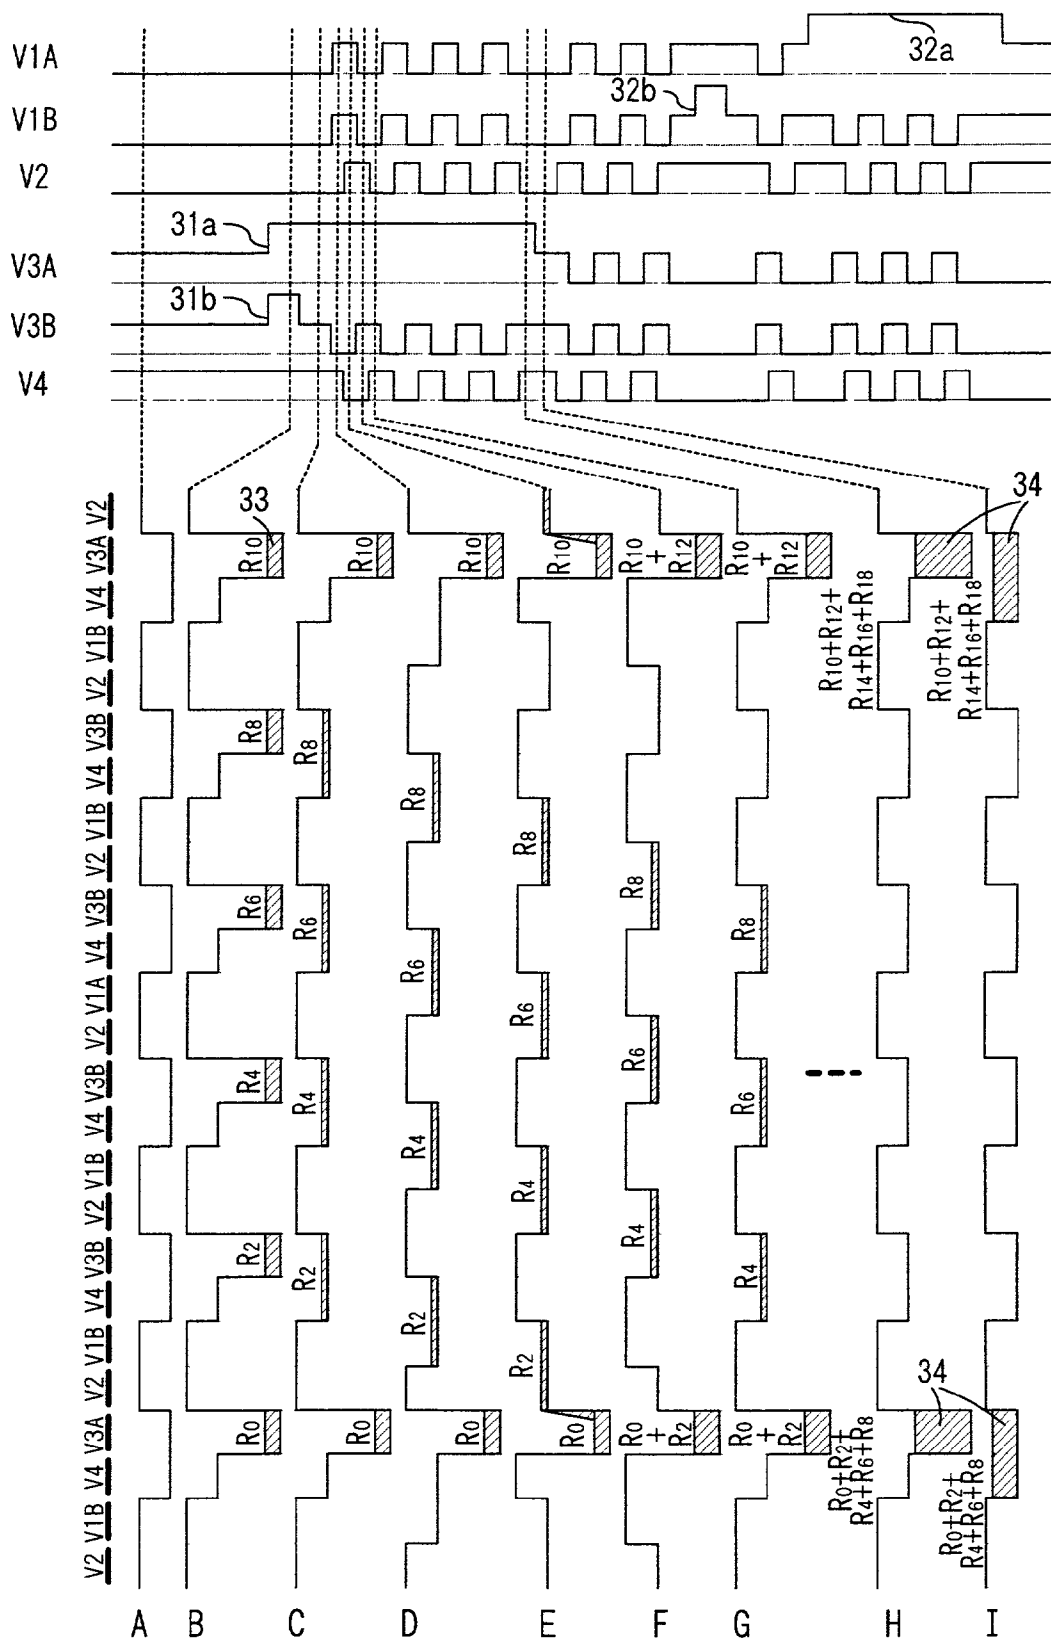 V1A
32a
32b
V1B
V2
31a
V3A
31b
V3B
V4
V2
V3A
V4
V1B
V2
V3B
V4
V1B
V2
V3B
V4
V1A
V2
V3B
V4
V1B
V2
V3B
V4
V1B
V2
V3A
V4
V1B
V2
33
34
R10
R10
R10
R10
R10
+
R12
R10
+
R12
R10+R12+
R14+R16+R18
R10+R12+
R14+R16+R18
R8
R8
R8
R8
R8
R8
R6
R6
R6
R6
R6
R6
R4
R4
R4
R4
R4
R4
R2
R2
R2
R2
34
R0
R0
R0
R0
R0
+
R2
R0
+
R2
R0+R2+
R4+R6+R8
R0+R2+
R4+R6+R8
A B C D E F G H I